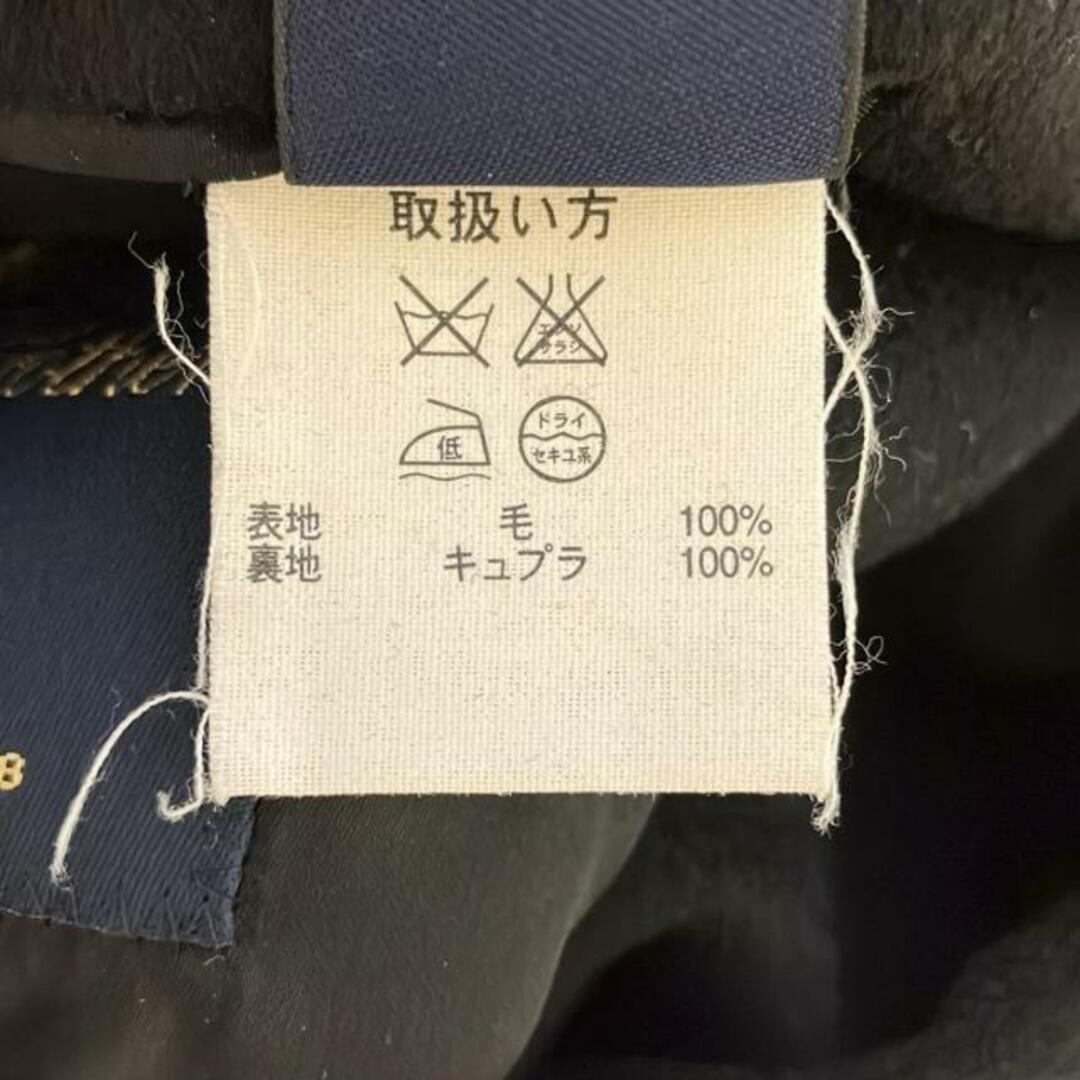 取扱い方
エンソ
サラシ
低
ドライ
セキユ系
表地 毛 100%
裏地 キュプラ 100%
8